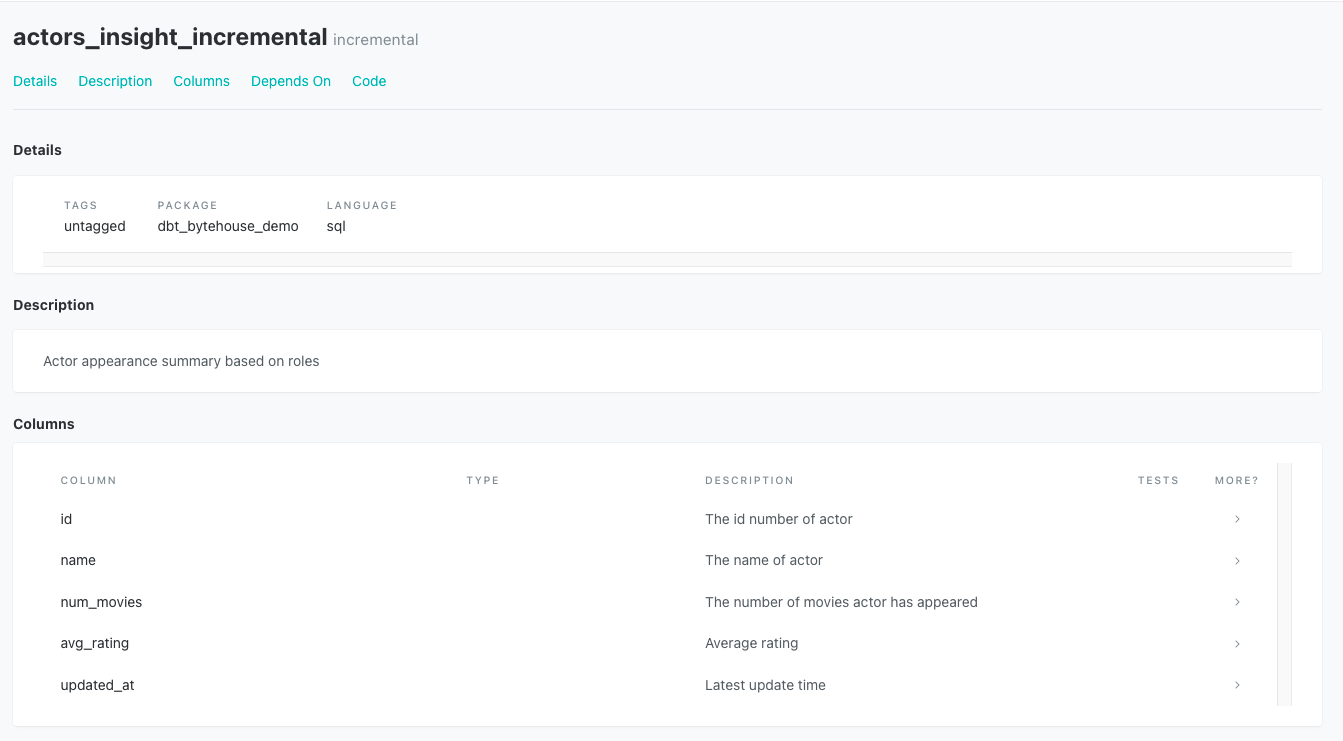 actors_insight_incremental incremental
Details Description Columns Depends On Code
Details
TAGS PACKAGE LANGUAGE
untagged dbt_bytehouse_demo sql
Description
Actor appearance summary based on roles
Columns
COLUMN TYPE DESCRIPTION TESTS MORE?
id The id number of actor
name The name of actor
num_movies The number of movies actor has appeared
avg_rating Average rating
updated_at Latest update time